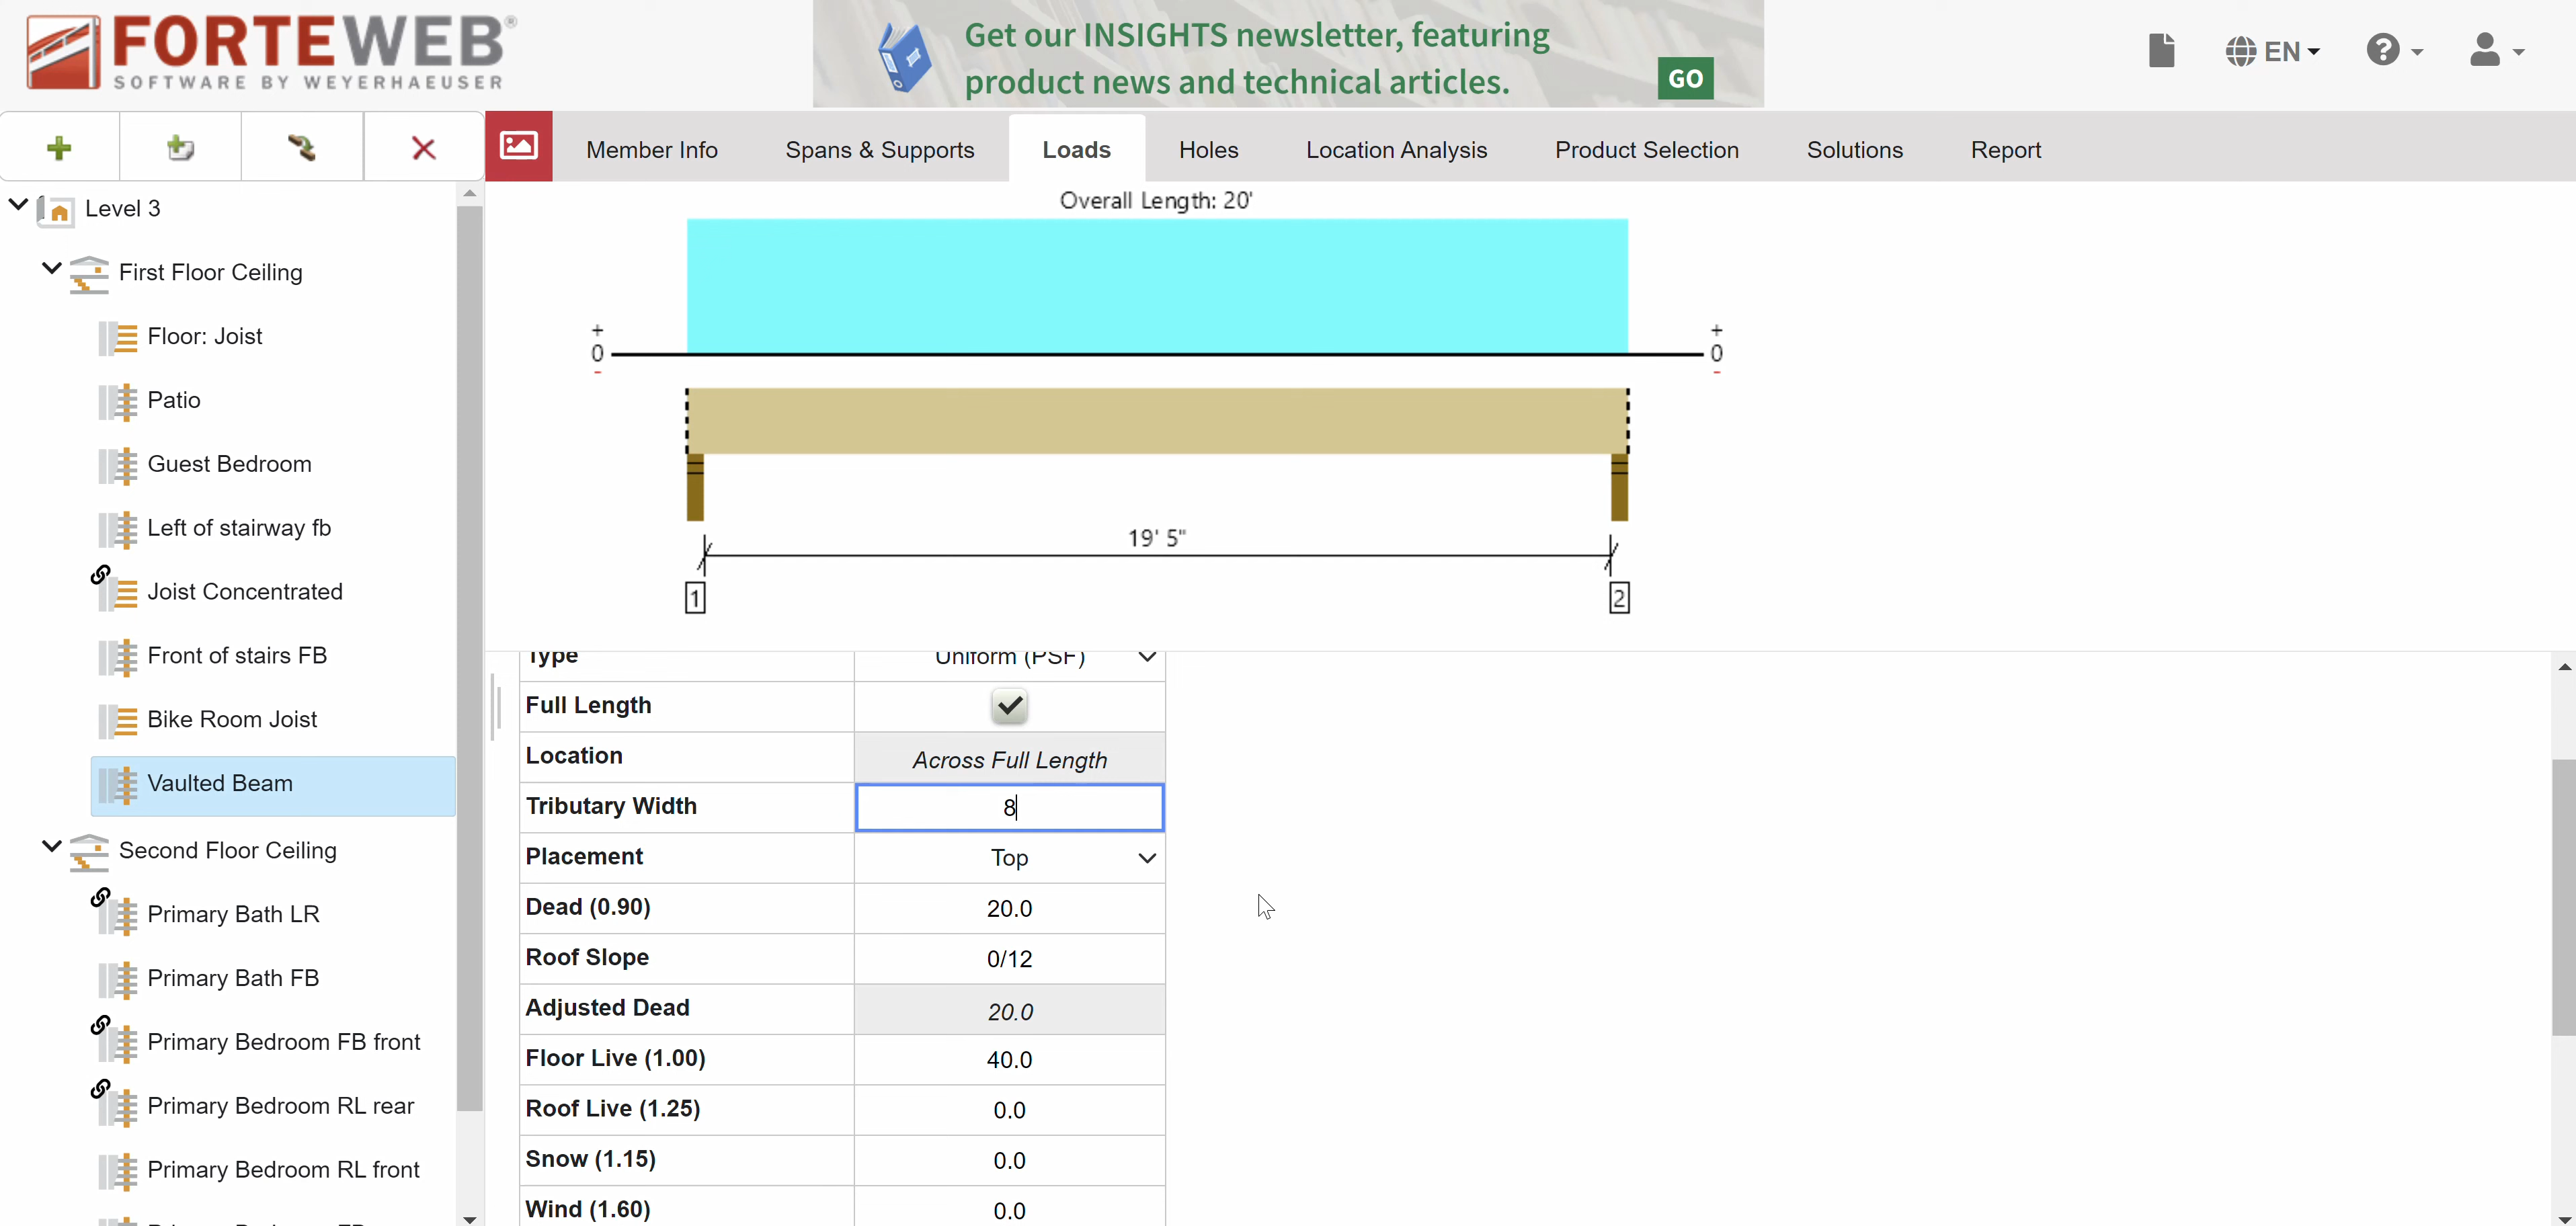 FORTEWEB®
SOFTWARE BY WEYERHAEUSER
Get our INSIGHTS newsletter, featuring
product news and technical articles.
GO
EN
Member Info
Spans & Supports
Loads
Holes
Location Analysis
Product Selection
Solutions
Report
Level 3
First Floor Ceiling
Floor: Joist
Patio
Guest Bedroom
Left of stairway fb
Joist Concentrated
Front of stairs FB
Bike Room Joist
Vaulted Beam
Second Floor Ceiling
Primary Bath LR
Primary Bath FB
Primary Bedroom FB front
Primary Bedroom RL rear
Primary Bedroom RL front
Overall Length: 20'
+
0
-
+
0
-
19' 5"
1
2
Type Uniform (PSF)
Full Length
Location Across Full Length
Tributary Width 8
Placement Top
Dead (0.90) 20.0
Roof Slope 0/12
Adjusted Dead 20.0
Floor Live (1.00) 40.0
Roof Live (1.25) 0.0
Snow (1.15) 0.0
Wind (1.60) 0.0